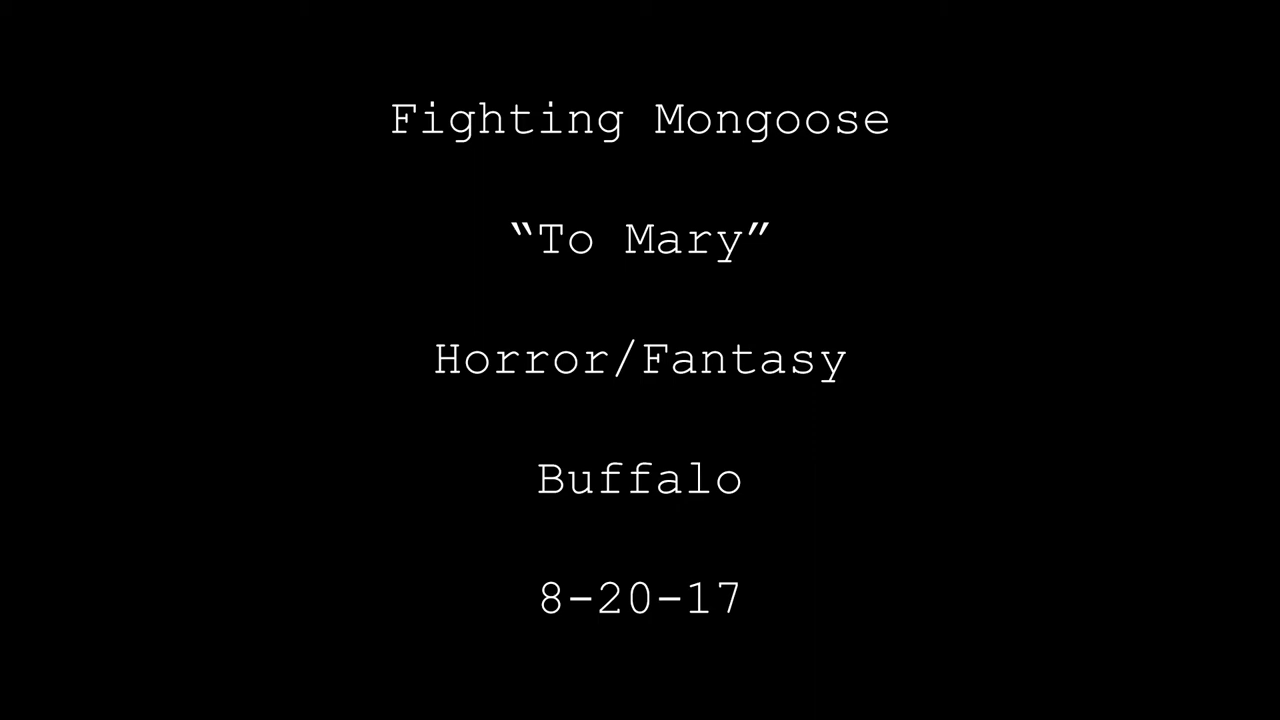 Fighting Mongoose
“To Mary”
Horror/Fantasy
Buffalo
8-20-17